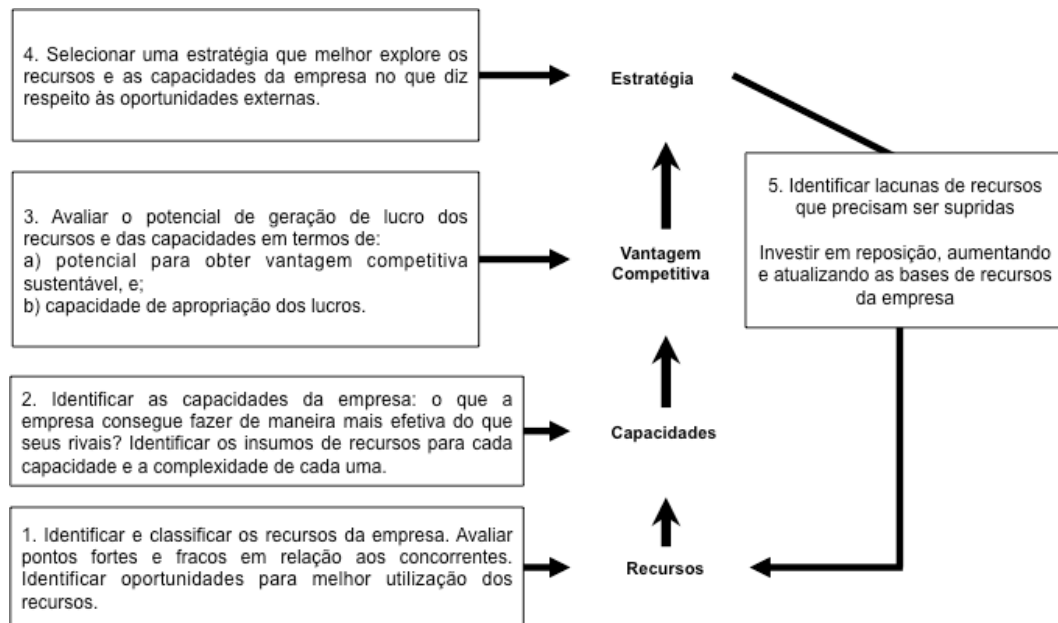 4. Selecionar uma estratégia que melhor explore os
recursos e as capacidades da empresa no que diz
respeito às oportunidades externas.
Estratégia
5. Identificar lacunas de recursos
que precisam ser supridas
Investir em reposição, aumentando
e atualizando as bases de recursos
da empresa
3. Avaliar o potencial de geração de lucro dos
recursos e das capacidades em termos de:
a) potencial para obter vantagem competitiva
sustentável, e;
b) capacidade de apropriação dos lucros.
Vantagem
Competitiva
2. Identificar as capacidades da empresa: o que a
empresa consegue fazer de maneira mais efetiva do que
seus rivais? Identificar os insumos de recursos para cada
capacidade e a complexidade de cada uma.
Capacidades
1. Identificar e classificar os recursos da empresa. Avaliar
pontos fortes e fracos em relação aos concorrentes.
Identificar oportunidades para melhor utilização dos
recursos.
Recursos